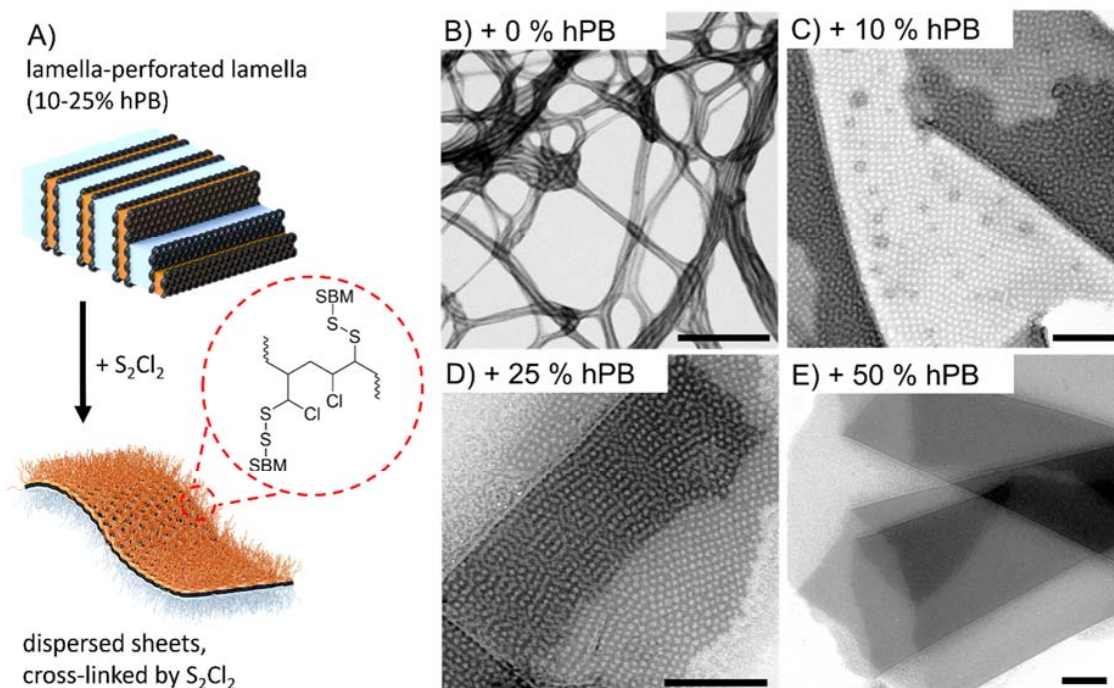 A)
lamella-perforated lamella
(10-25% hPB)
+ S₂Cl₂
SBM
S
S
S
Cl
Cl
S
S
SBM
dispersed sheets,
cross-linked by S₂Cl₂
B) + 0 % hPB
C) + 10 % hPB
D) + 25 % hPB
E) + 50 % hPB